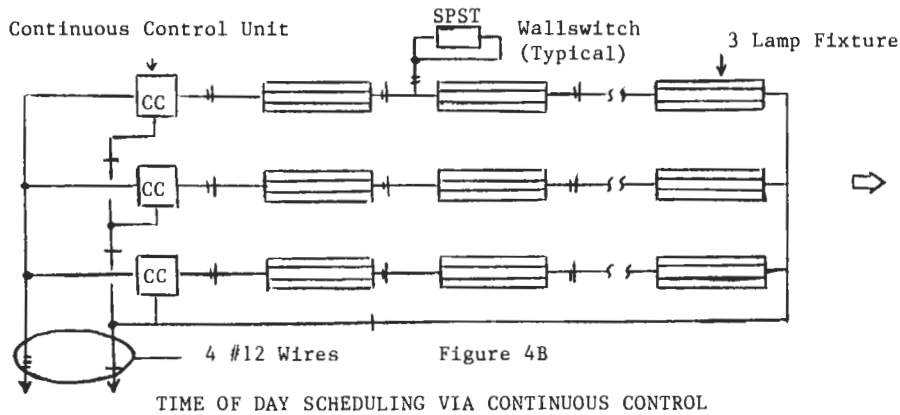 SPST
Continuous Control Unit
Wallswitch
(Typical)
3 Lamp Fixture
CC
CC
CC
4 #12 Wires
Figure 4B
TIME OF DAY SCHEDULING VIA CONTINUOUS CONTROL